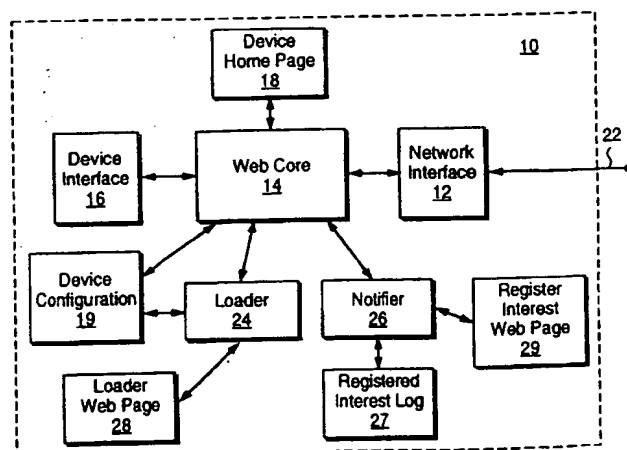 Device
Home Page
18
10
Device
Interface
16
Web Core
14
Network
Interface
12
22
Device
Configuration
19
Loader
24
Notifier
26
Register
Interest
Web Page
29
Loader
Web Page
28
Registered
Interest Log
27